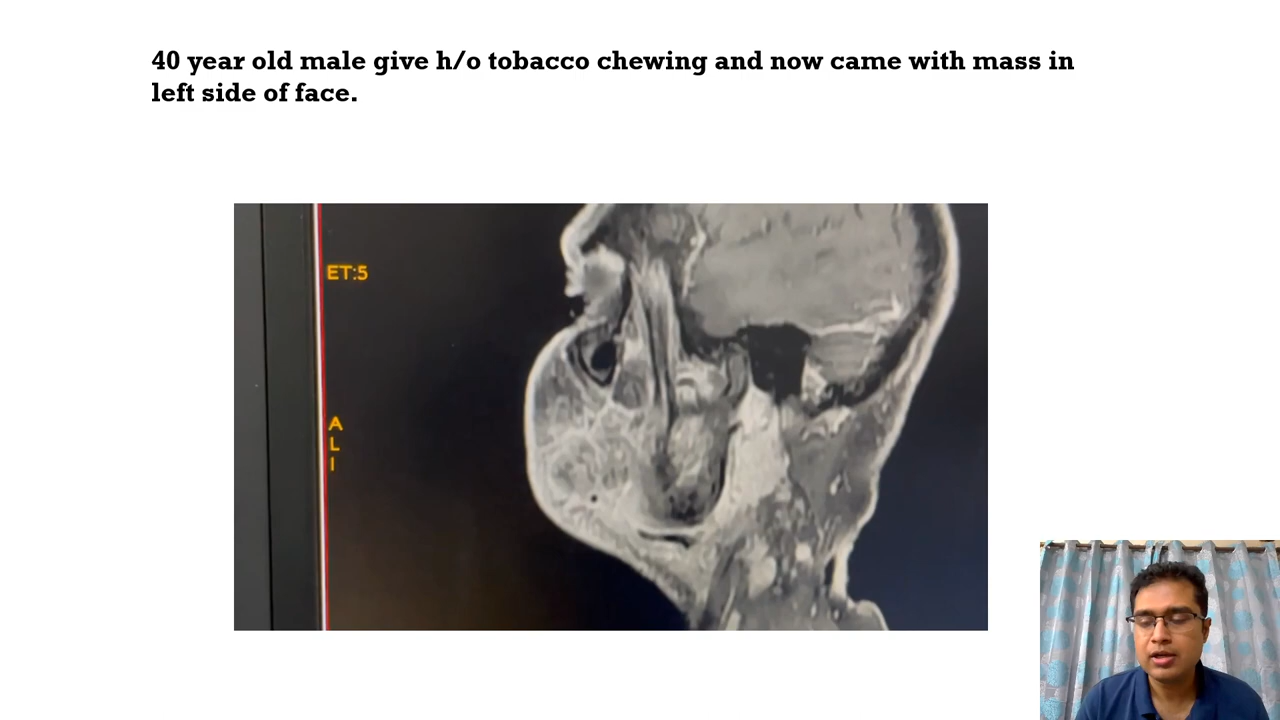 40 year old male give h/o tobacco chewing and now came with mass in
left side of face.
ET:5
A
L
I